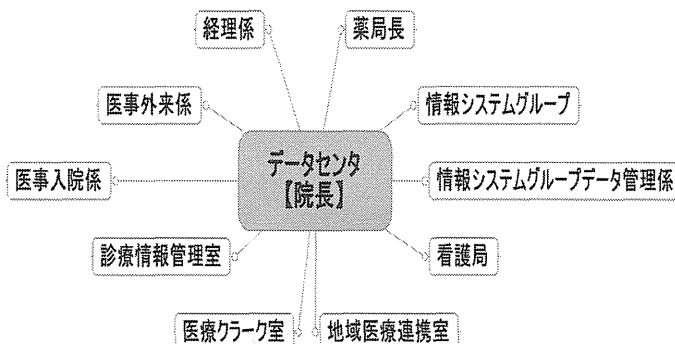 経理係
薬局長
医事外来係
情報システムグループ
データセンタ
【院長】
医事入院係
情報システムグループデータ管理係
診療情報管理室
看護局
医療クラーク室
地域医療連携室